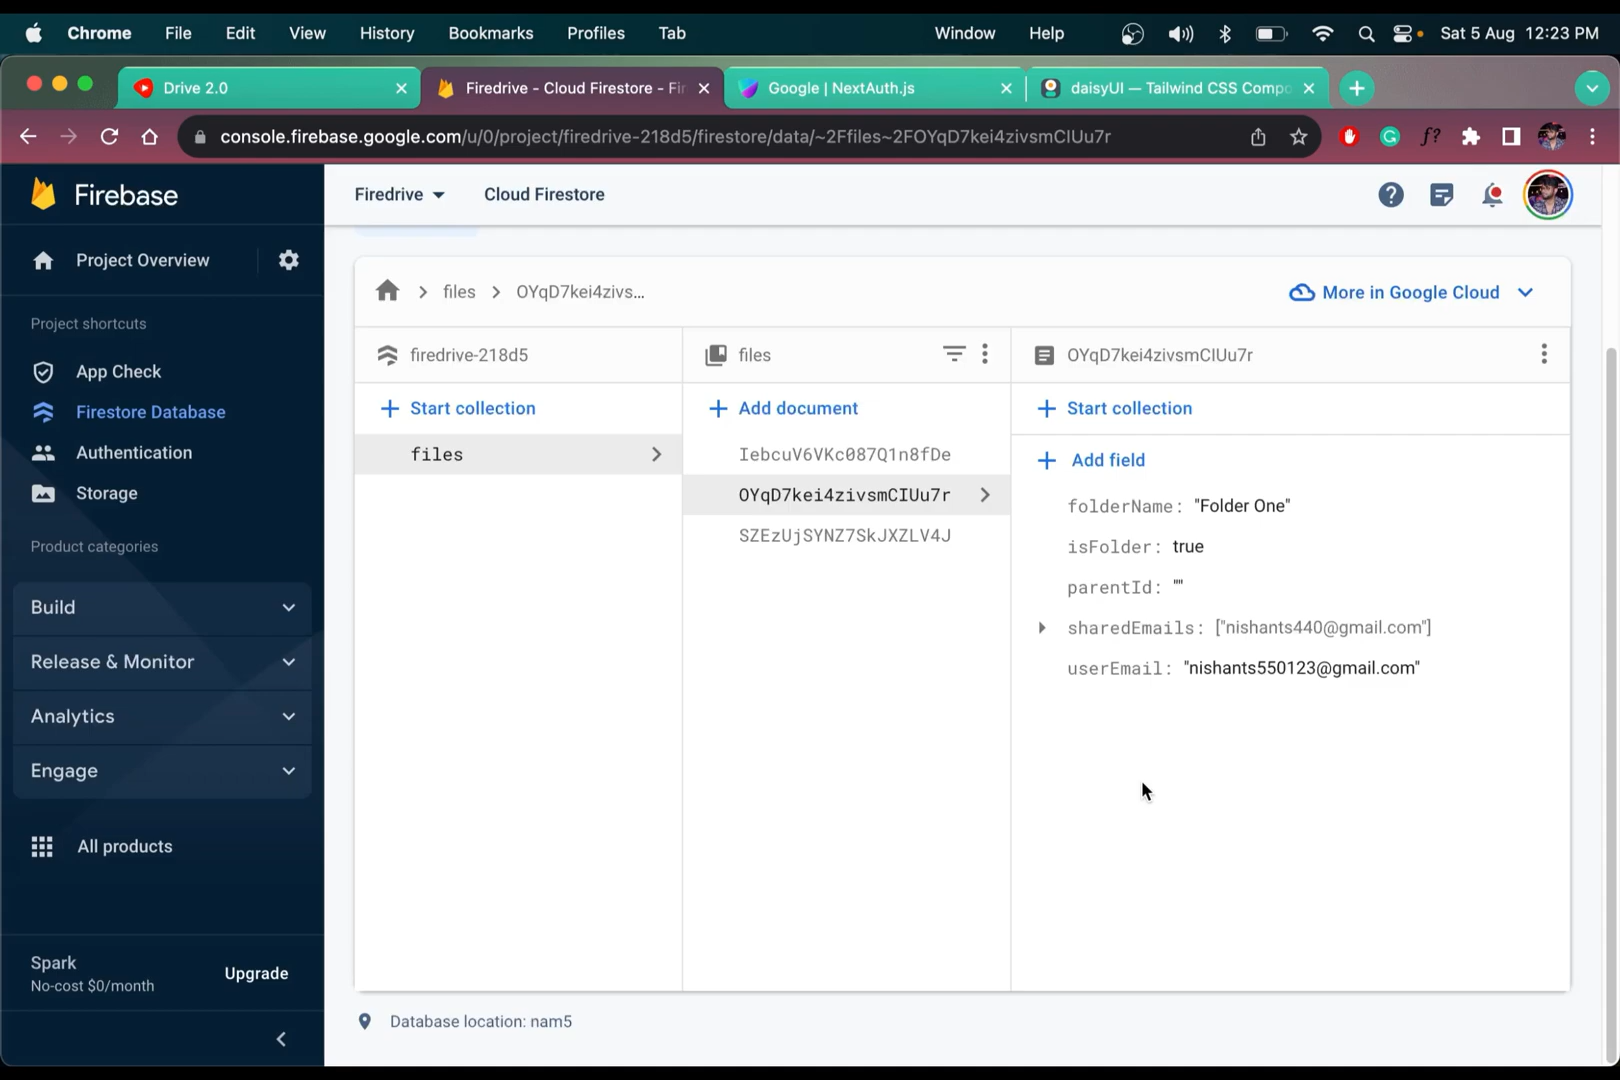 Chrome File Edit View History Bookmarks Profiles Tab Window Help Sat 5 Aug 12:23 PM
Drive 2.0
Firedrive - Cloud Firestore - Fir
Google | NextAuth.js
daisyUI — Tailwind CSS Compo
console.firebase.google.com/u/0/project/firedrive-218d5/firestore/data/~2Ffiles~2FOYqD7kei4zivsmCIUu7r
f?
Firebase
Firedrive
Cloud Firestore
Project Overview
Project shortcuts
App Check
Firestore Database
Authentication
Storage
Product categories
Build
Release & Monitor
Analytics
Engage
All products
Spark
No-cost $0/month
Upgrade
files
OYqD7kei4zivs...
More in Google Cloud
firedrive-218d5
Start collection
files
files
Add document
IebcuV6VKc087Q1n8fDe
OYqD7kei4zivsmCIUu7r
SZEzUjSYNZ7SkJXZLV4J
OYqD7kei4zivsmCIUu7r
Start collection
Add field
folderName: "Folder One"
isFolder: true
parentId: ""
sharedEmails: ["nishants440@gmail.com"]
userEmail: "nishants550123@gmail.com"
Database location: nam5